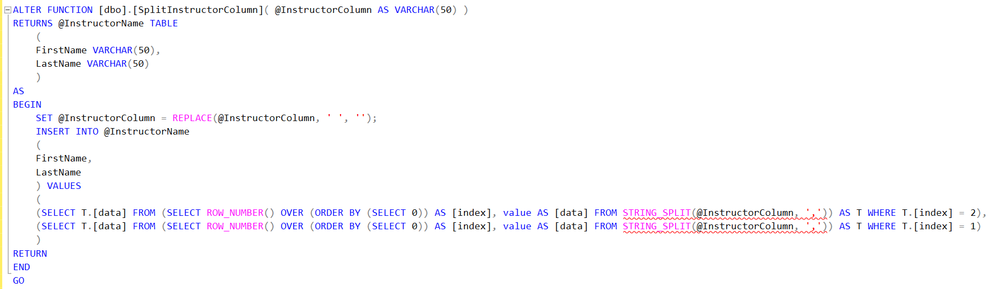 ALTER FUNCTION [dbo].[SplitInstructorColumn]( @InstructorColumn AS VARCHAR(50) )
RETURNS @InstructorName TABLE
(
FirstName VARCHAR(50),
LastName VARCHAR(50)
)
AS
BEGIN
SET @InstructorColumn = REPLACE(@InstructorColumn, ' ', '');
INSERT INTO @InstructorName
(
FirstName,
LastName
) VALUES
(
(SELECT T.[data] FROM (SELECT ROW_NUMBER() OVER (ORDER BY (SELECT 0)) AS [index], value AS [data] FROM STRING_SPLIT(@InstructorColumn, ',')) AS T WHERE T.[index] = 2),
(SELECT T.[data] FROM (SELECT ROW_NUMBER() OVER (ORDER BY (SELECT 0)) AS [index], value AS [data] FROM STRING_SPLIT(@InstructorColumn, ',')) AS T WHERE T.[index] = 1)
)
RETURN
END
GO